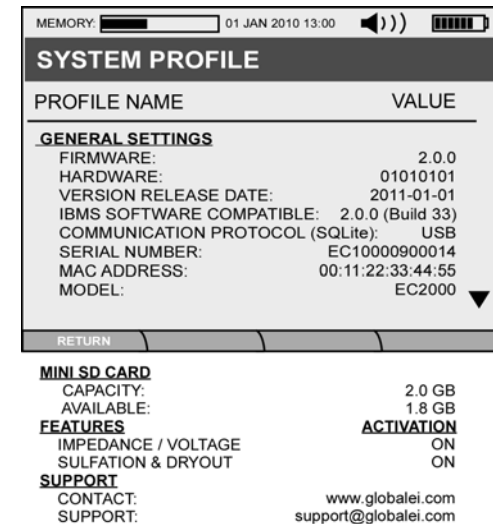 MEMORY: 01 JAN 2010 13:00
SYSTEM PROFILE
PROFILE NAME VALUE
GENERAL SETTINGS
FIRMWARE: 2.0.0
HARDWARE: 01010101
VERSION RELEASE DATE: 2011-01-01
IBMS SOFTWARE COMPATIBLE: 2.0.0 (Build 33)
COMMUNICATION PROTOCOL (SQLite): USB
SERIAL NUMBER: EC10000900014
MAC ADDRESS: 00:11:22:33:44:55
MODEL: EC2000
RETURN
MINI SD CARD
CAPACITY: 2.0 GB
AVAILABLE: 1.8 GB
FEATURES ACTIVATION
IMPEDANCE / VOLTAGE ON
SULFATION & DRYOUT ON
SUPPORT
CONTACT: www.globalei.com
SUPPORT: support@globalei.com